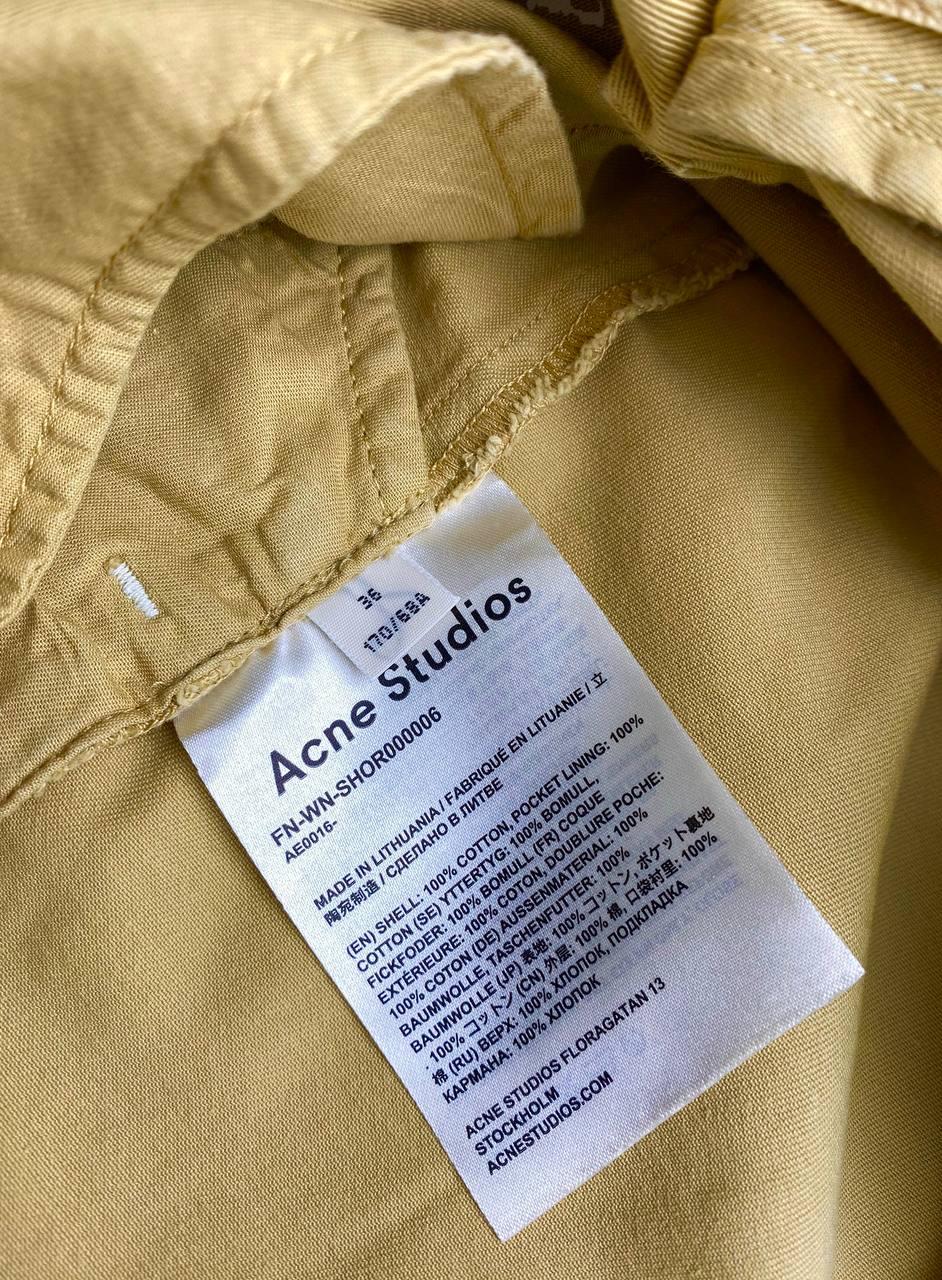 36
170/68A
Acne Studios
FN-WN-SHOR000006
AE0016-
MADE IN LITHUANIA / FABRIQUÉ EN LITUANIE / 立
陶宛制造 / СДЕЛАНО В ЛИТВЕ
(EN) SHELL: 100% COTTON, POCKET LINING: 100%
COTTON (SE) YTTERTYG: 100% BOMULL,
FICKFODER: 100% BOMULL (FR) COQUE
EXTÉRIEURE: 100% COTON, DOUBLURE POCHE:
100% COTON (DE) AUSSENMATERIAL: 100%
BAUMWOLLE, TASCHENFUTTER: 100%
BAUMWOLLE (JP) 表地: 100% コットン, ポケット裏地
: 100% コットン (CN) 外层: 100% 棉, 口袋衬里: 100%
棉 (RU) ВЕРХ: 100% ХЛОПОК, ПОДКЛАДКА
КАРМАНА: 100% ХЛОПОК
ACNE STUDIOS FLORAGATAN 13
STOCKHOLM
ACNESTUDIOS.COM